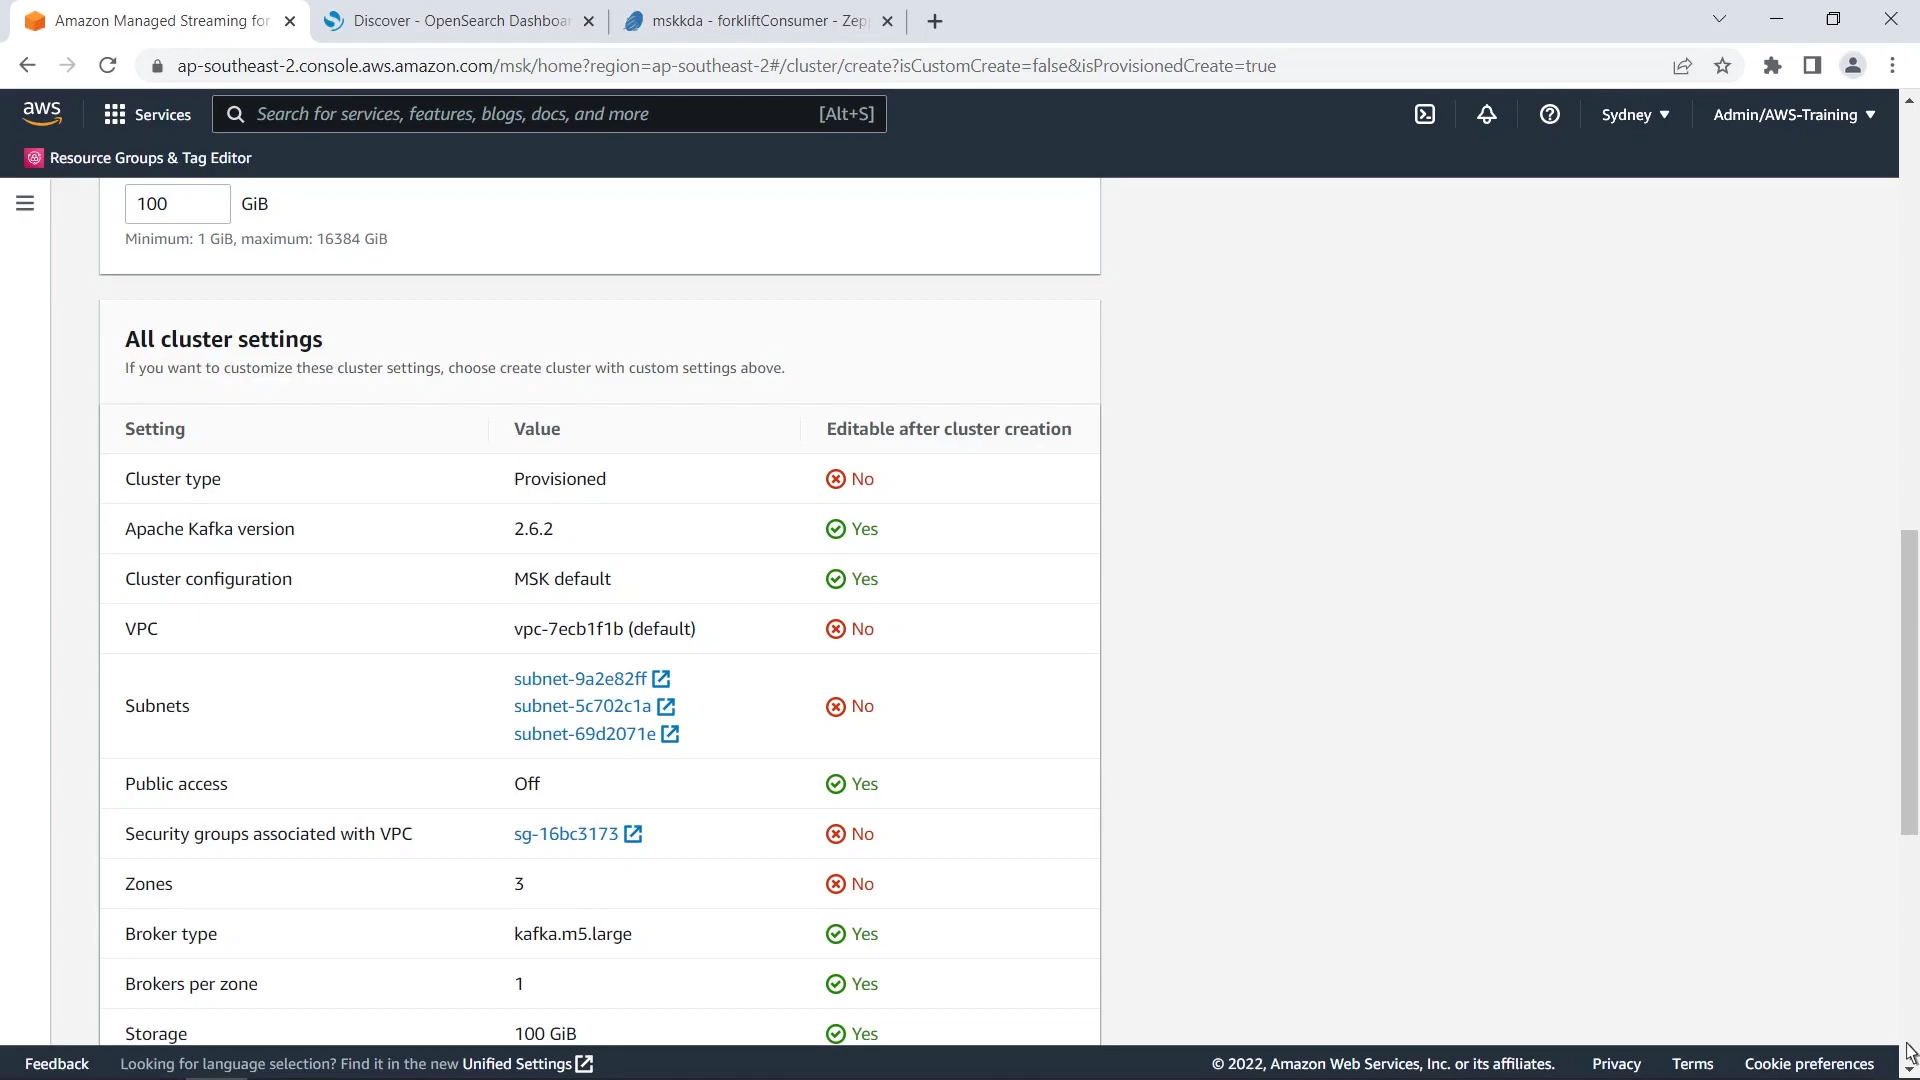 Amazon Managed Streaming for
Discover - OpenSearch Dashboar
mskkda - forkliftConsumer - Zepp
ap-southeast-2.console.aws.amazon.com/msk/home?region=ap-southeast-2#/cluster/create?isCustomCreate=false&isProvisionedCreate=true
aws
Services
Search for services, features, blogs, docs, and more
[Alt+S]
Sydney
Admin/AWS-Training
Resource Groups & Tag Editor
100 GiB
Minimum: 1 GiB, maximum: 16384 GiB
All cluster settings
If you want to customize these cluster settings, choose create cluster with custom settings above.
Setting Value Editable after cluster creation
Cluster type Provisioned No
Apache Kafka version 2.6.2 Yes
Cluster configuration MSK default Yes
VPC vpc-7ecb1f1b (default) No
Subnets
subnet-9a2e82ff
subnet-5c702c1a
subnet-69d2071e
No
Public access Off Yes
Security groups associated with VPC sg-16bc3173 No
Zones 3 No
Broker type kafka.m5.large Yes
Brokers per zone 1 Yes
Storage 100 GiB Yes
Feedback
Looking for language selection? Find it in the new Unified Settings
© 2022, Amazon Web Services, Inc. or its affiliates.
Privacy
Terms
Cookie preferences